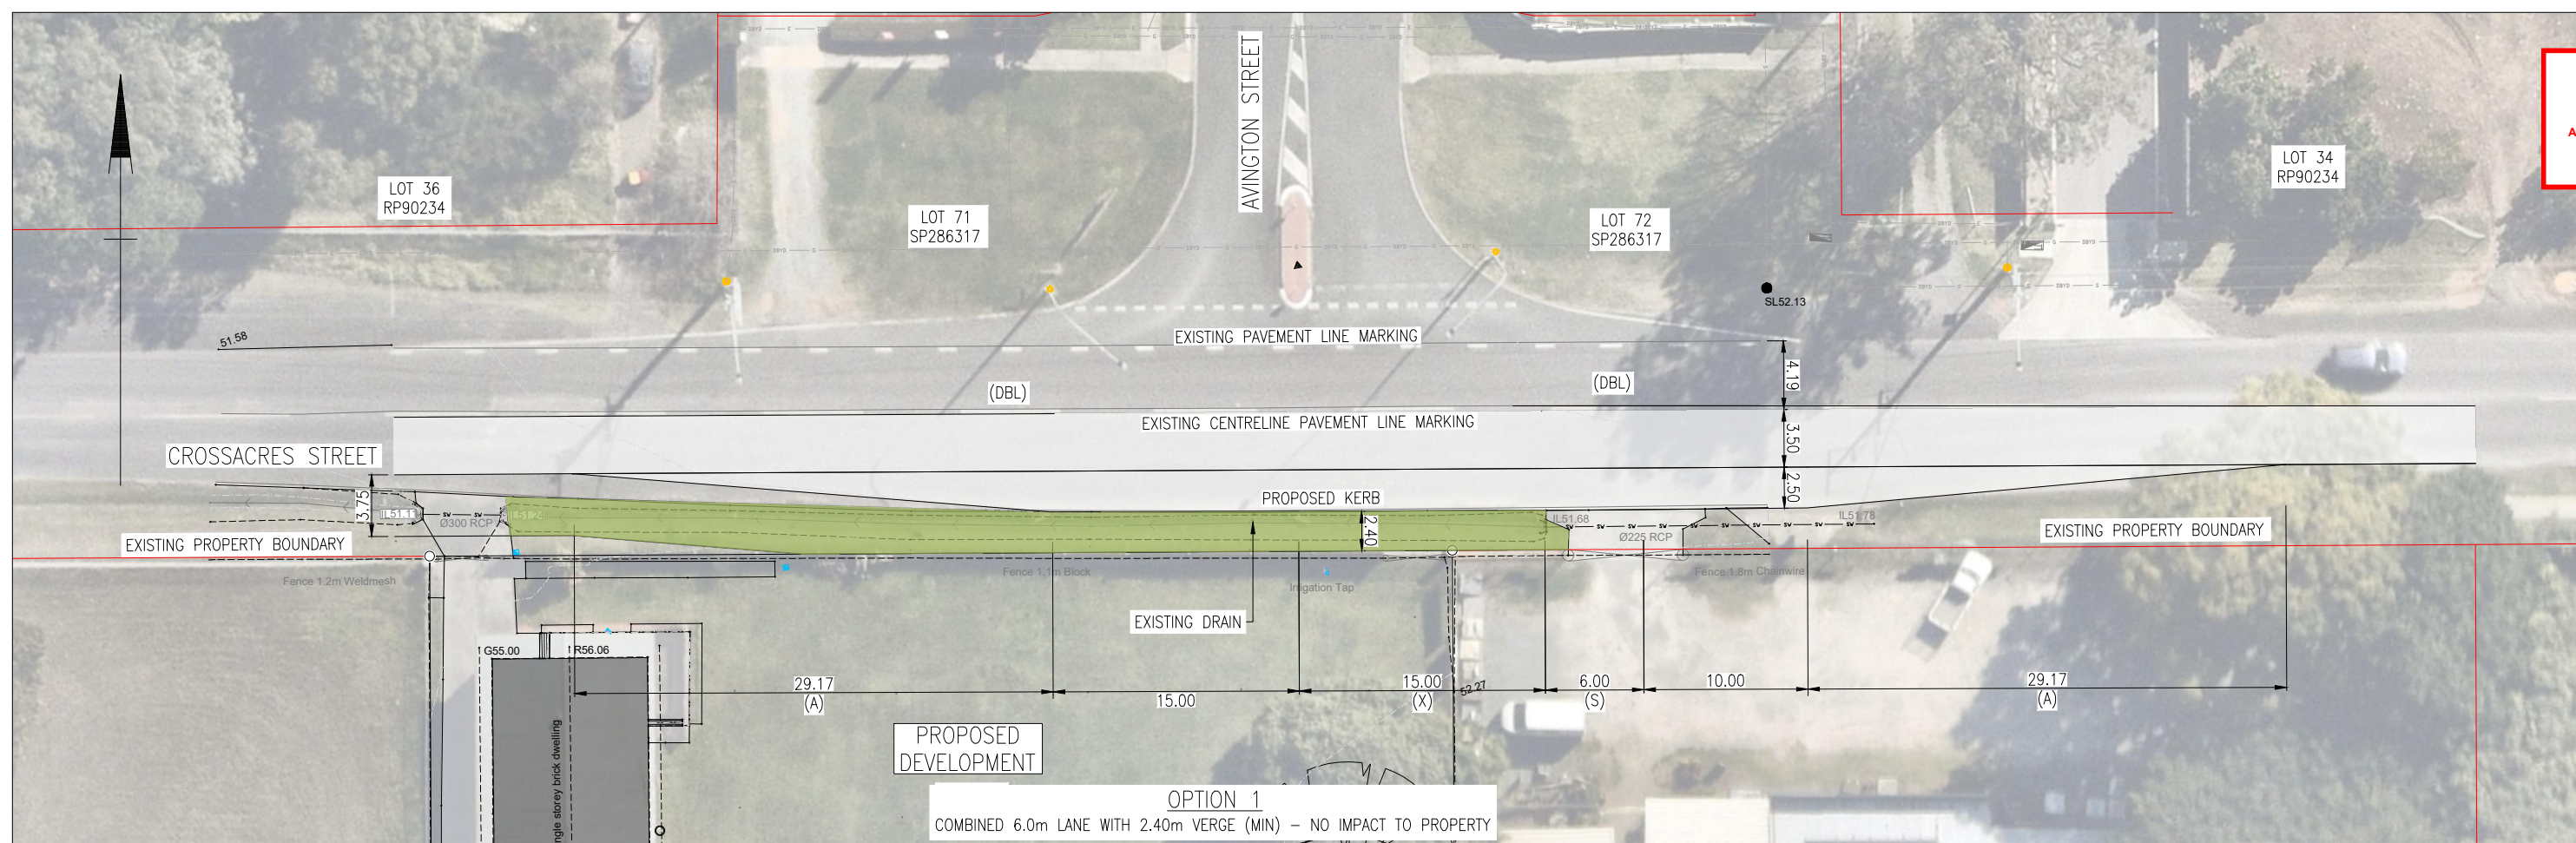 AVINGTON STREET
LOT 36
RP90234
LOT 71
SP286317
LOT 72
SP286317
LOT 34
RP90234
A
SL52.13
51.58
EXISTING PAVEMENT LINE MARKING
4.19
(DBL)
(DBL)
EXISTING CENTRELINE PAVEMENT LINE MARKING
3.50
CROSSACRES STREET
3.75
2.50
PROPOSED KERB
IL51.11
Ø300 RCP
2.40
IL51.68
IL51.78
Ø225 RCP
EXISTING PROPERTY BOUNDARY
EXISTING PROPERTY BOUNDARY
Fence 1.2m Weldmesh
Fence 1.1m Block
Irrigation Tap
Fence 1.8m Chainwire
EXISTING DRAIN
G55.00
R56.06
29.17
(A)
15.00
15.00
(X)
52.27
6.00
(S)
10.00
29.17
(A)
ngle storey brick dwelling
PROPOSED
DEVELOPMENT
OPTION 1
COMBINED 6.0m LANE WITH 2.40m VERGE (MIN) – NO IMPACT TO PROPERTY